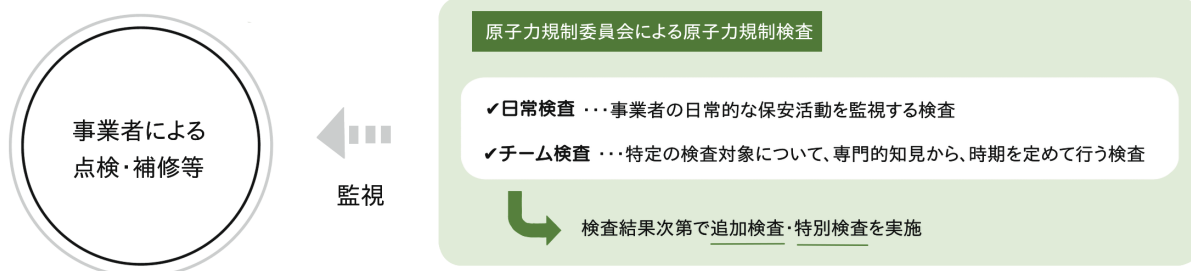 事業者による
点検・補修等
監視
原子力規制委員会による原子力規制検査
✔日常検査 ・・・事業者の日常的な保安活動を監視する検査
✔チーム検査 ・・・特定の検査対象について、専門的知見から、時期を定めて行う検査
検査結果次第で追加検査・特別検査を実施